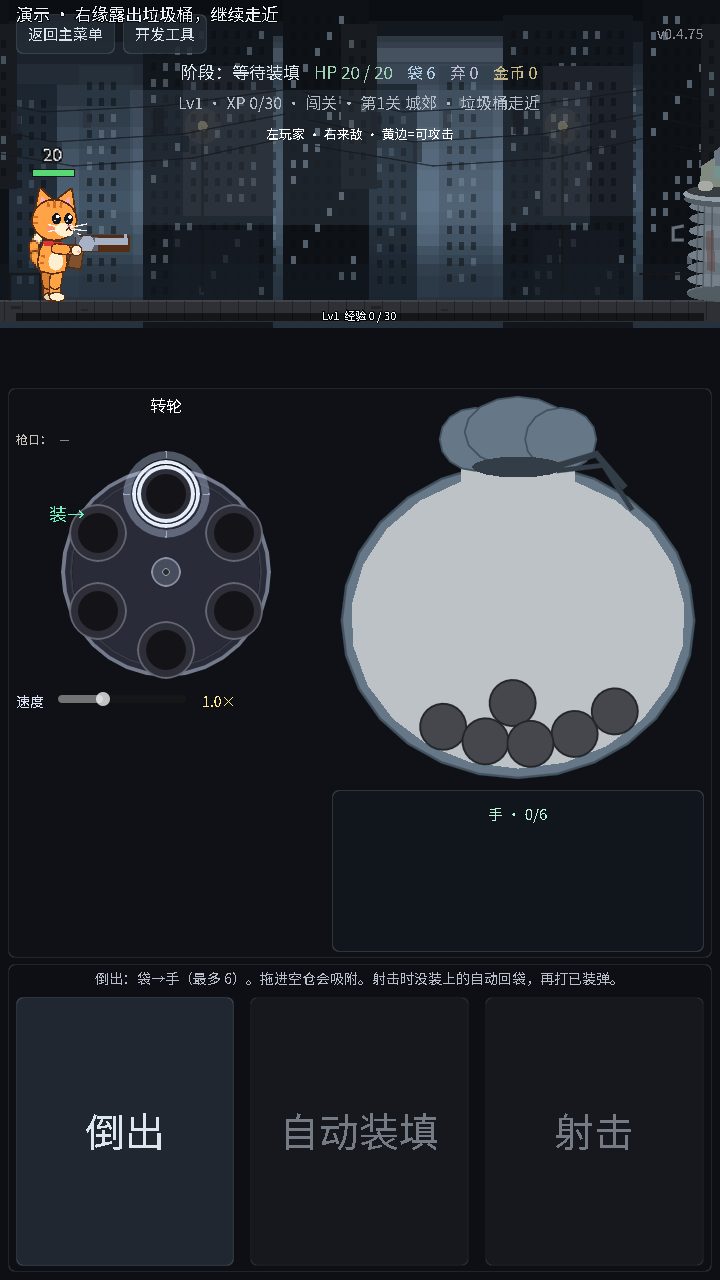 演示 · 右缘露出垃圾桶，继续走近
返回主菜单 开发工具 v0.4.75
阶段：等待装填 HP 20 / 20 袋 6 弃 0 金币 0
Lv1 · XP 0/30 · 闯关 · 第1关 城郊 · 垃圾桶走近
左玩家 · 右来敌 · 黄边=可攻击
20
Lv1 经验 0 / 30
转轮
枪口： —
装→
速度 1.0×
手 · 0/6
倒出：袋→手（最多 6）。拖进空仓会吸附。射击时没装上的自动回袋，再打已装弹。
倒出 自动装填 射击